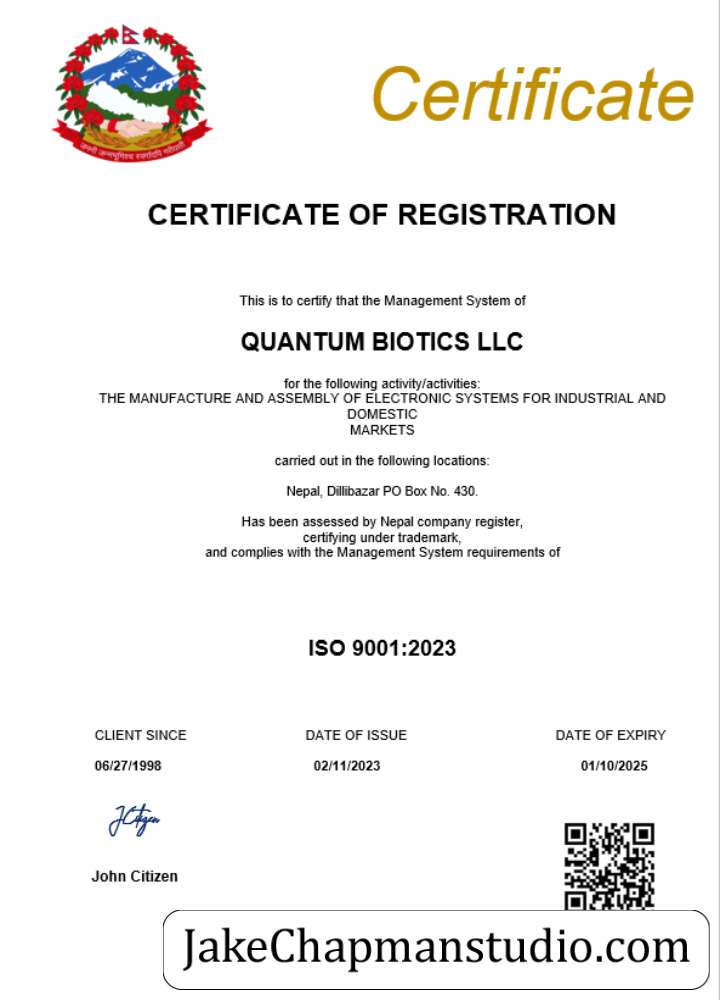 जननी जन्मभूमिश्च स्वर्गादपि गरीयसी
Certificate
CERTIFICATE OF REGISTRATION
This is to certify that the Management System of
QUANTUM BIOTICS LLC
for the following activity/activities:
THE MANUFACTURE AND ASSEMBLY OF ELECTRONIC SYSTEMS FOR INDUSTRIAL AND
DOMESTIC
MARKETS
carried out in the following locations:
Nepal, Dillibazar PO Box No. 430.
Has been assessed by Nepal company register,
certifying under trademark,
and complies with the Management System requirements of
ISO 9001:2023
CLIENT SINCE DATE OF ISSUE DATE OF EXPIRY
06/27/1998 02/11/2023 01/10/2025
JCitizen
John Citizen
JakeChapmanstudio.com